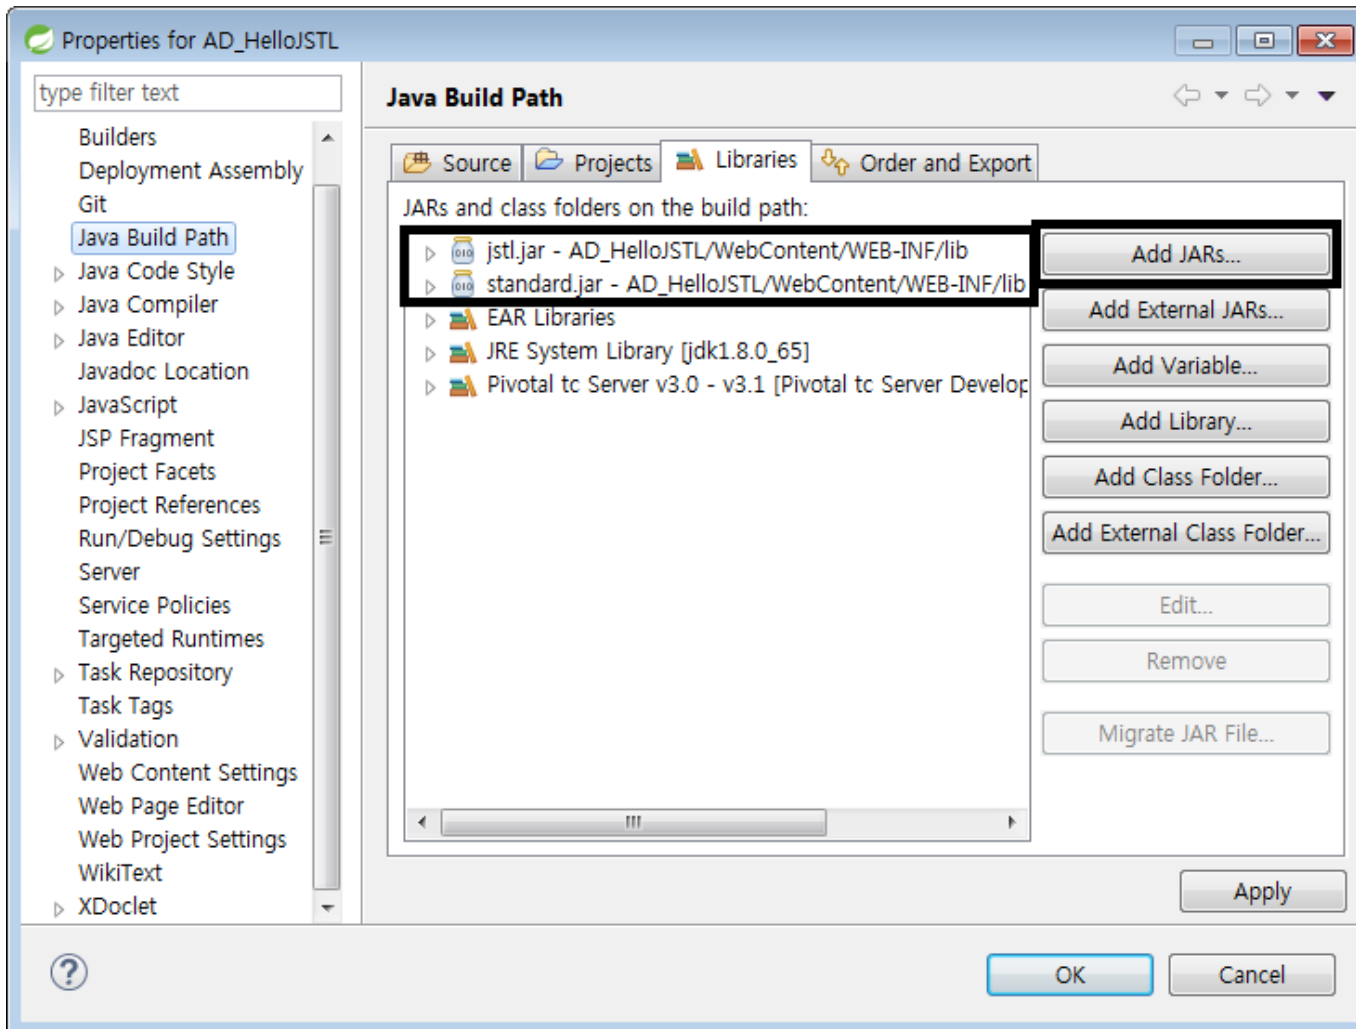 Properties for AD_HelloJSTL
type filter text
Builders
Deployment Assembly
Git
Java Build Path
Java Code Style
Java Compiler
Java Editor
Javadoc Location
JavaScript
JSP Fragment
Project Facets
Project References
Run/Debug Settings
Server
Service Policies
Targeted Runtimes
Task Repository
Task Tags
Validation
Web Content Settings
Web Page Editor
Web Project Settings
WikiText
XDoclet
Java Build Path
Source Projects Libraries Order and Export
JARs and class folders on the build path:
jstl.jar - AD_HelloJSTL/WebContent/WEB-INF/lib
standard.jar - AD_HelloJSTL/WebContent/WEB-INF/lib
EAR Libraries
JRE System Library [jdk1.8.0_65]
Pivotal tc Server v3.0 - v3.1 [Pivotal tc Server Develop
Add JARs...
Add External JARs...
Add Variable...
Add Library...
Add Class Folder...
Add External Class Folder...
Edit...
Remove
Migrate JAR File...
Apply
OK Cancel